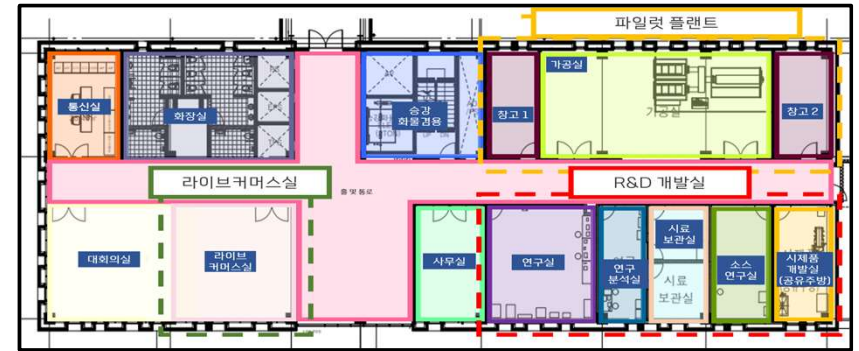 파일럿 플랜트
통신실
화장실
승강
화물겸용
창고 1
가공실
가공실
창고 2
라이브커머스실
홀 및 통로
R&D 개발실
대회의실
라이브
커머스실
사무실
연구실
연구
분석실
시료
보관실
시료
보관실
소스
연구실
시제품
개발실
(공유주방)